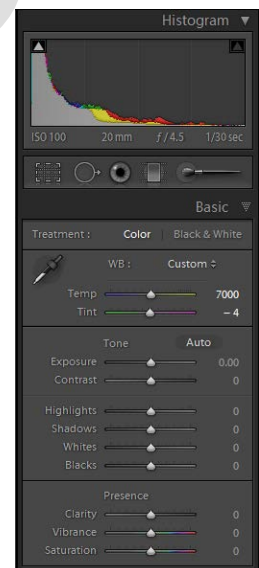 Histogram
ISO 100 20 mm f / 4.5 1/30 sec
Basic
Treatment : Color Black & White
WB : Custom
Temp 7000
Tint – 4
Tone Auto
Exposure 0.00
Contrast 0
Highlights 0
Shadows 0
Whites 0
Blacks 0
Presence
Clarity 0
Vibrance 0
Saturation 0